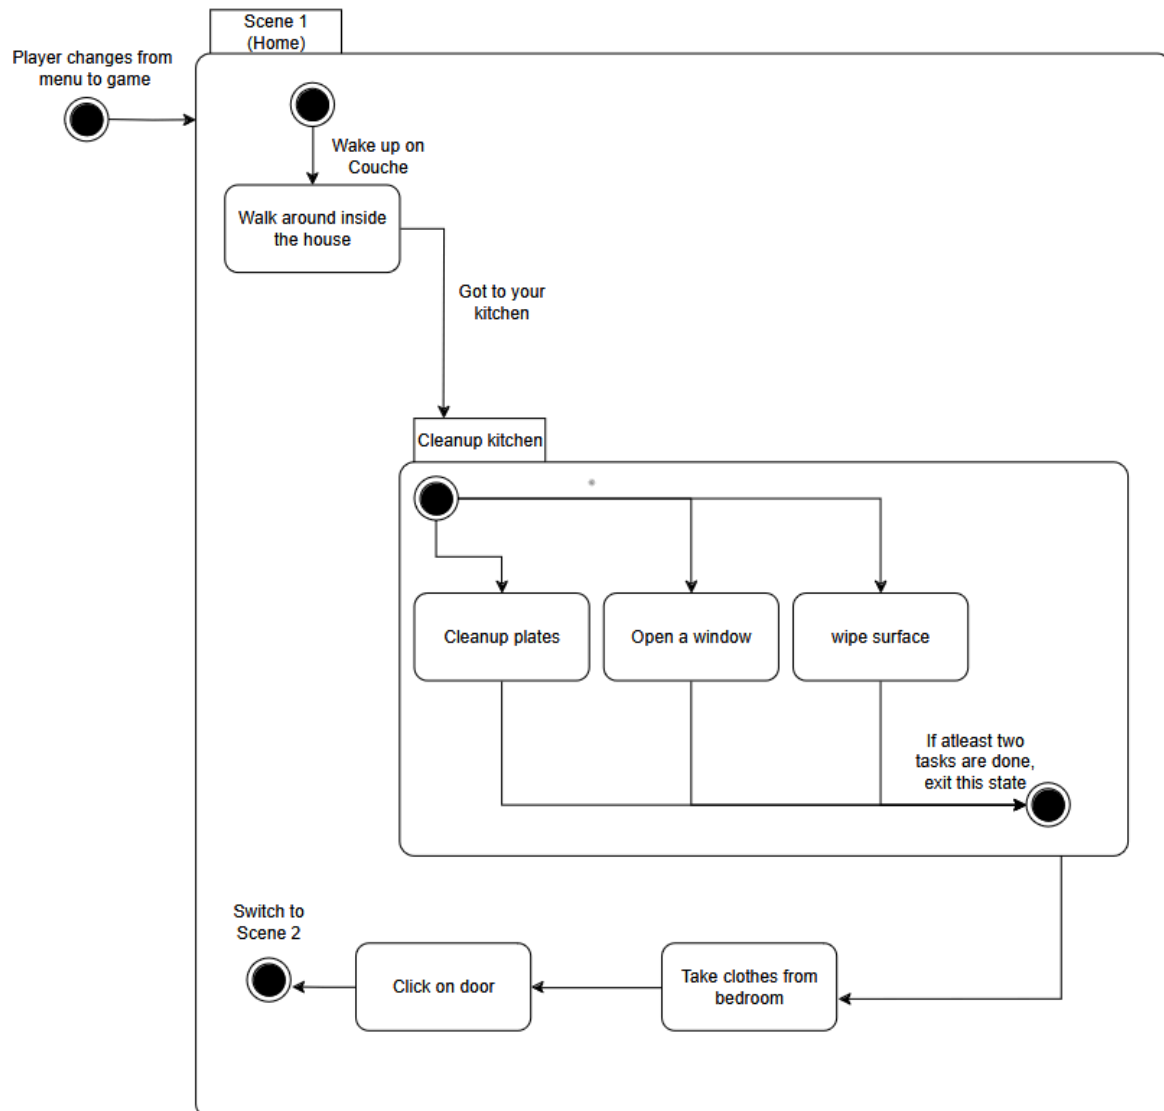 Scene 1
(Home)
Player changes from
menu to game
Wake up on
Couche
Walk around inside
the house
Got to your
kitchen
Cleanup kitchen
Cleanup plates
Open a window
wipe surface
If atleast two
tasks are done,
exit this state
Switch to
Scene 2
Click on door
Take clothes from
bedroom